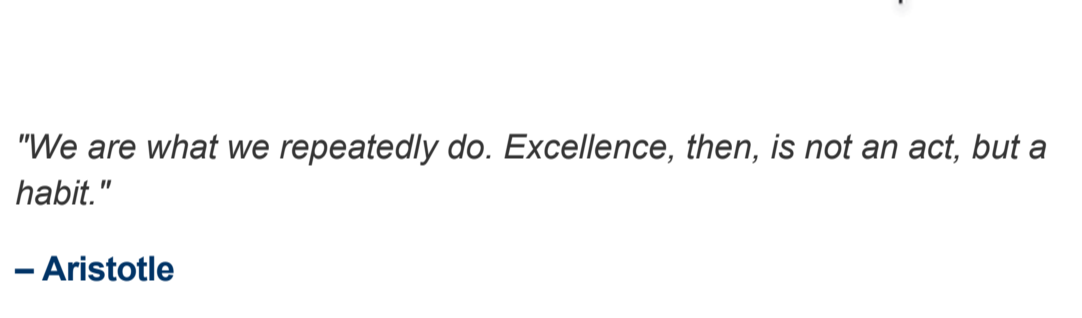 "We are what we repeatedly do. Excellence, then, is not an act, but a
habit."
– Aristotle